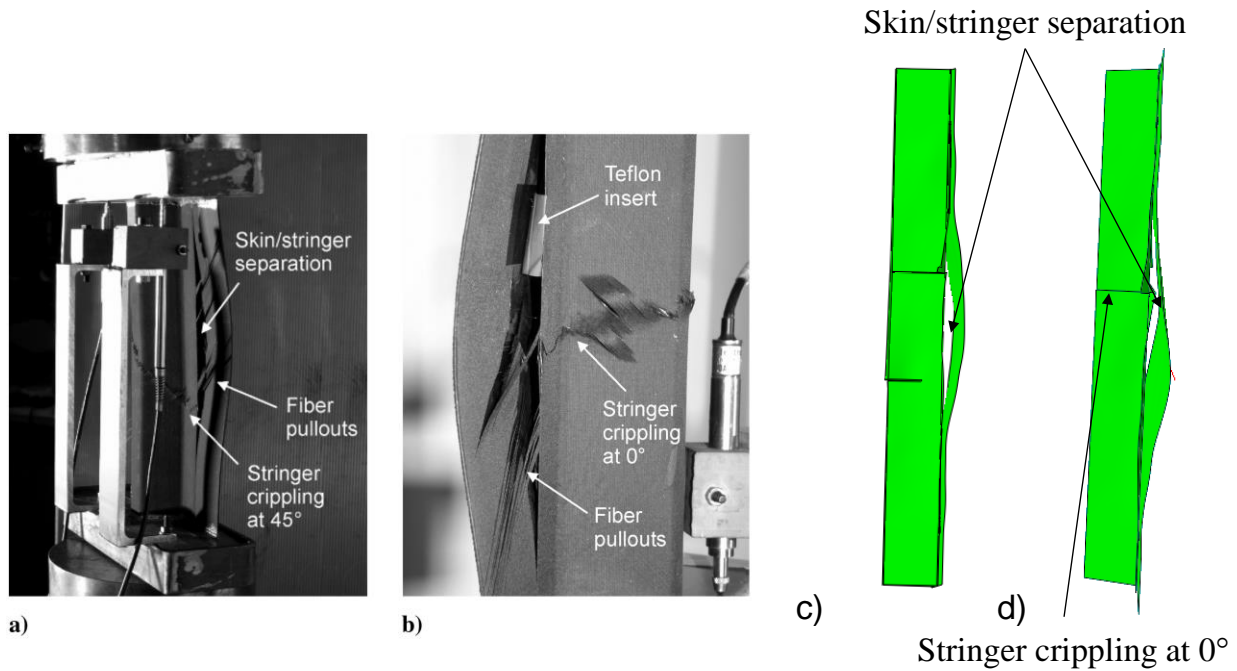 Skin/stringer separation
Skin/stringer
separation
Fiber
pullouts
Stringer
crippling
at 45°
a)
Teflon
insert
Stringer
crippling
at 0°
Fiber
pullouts
b)
c)
d)
Stringer crippling at 0°